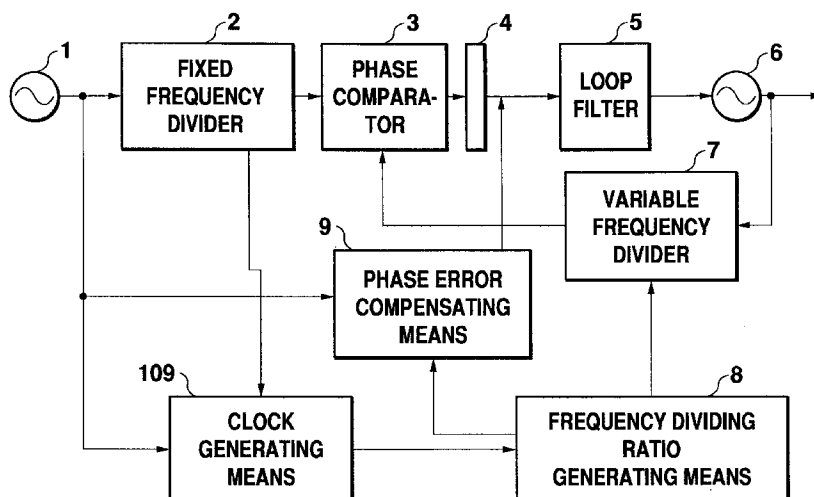 1
2
3
4
5
6
FIXED
FREQUENCY
DIVIDER
PHASE
COMPARA-
TOR
LOOP
FILTER
7
VARIABLE
FREQUENCY
DIVIDER
9
PHASE ERROR
COMPENSATING
MEANS
109
CLOCK
GENERATING
MEANS
8
FREQUENCY DIVIDING
RATIO
GENERATING MEANS